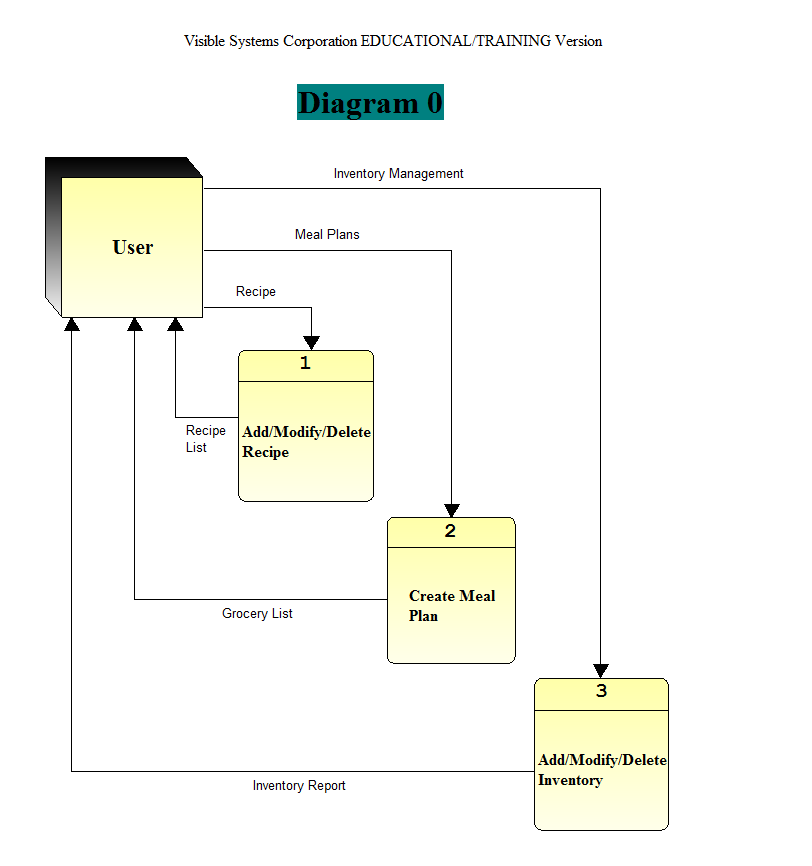 Visible Systems Corporation EDUCATIONAL/TRAINING Version
Diagram 0
Inventory Management
User
Meal Plans
Recipe
1
Recipe
List
Add/Modify/Delete
Recipe
2
Create Meal
Plan
Grocery List
3
Add/Modify/Delete
Inventory
Inventory Report